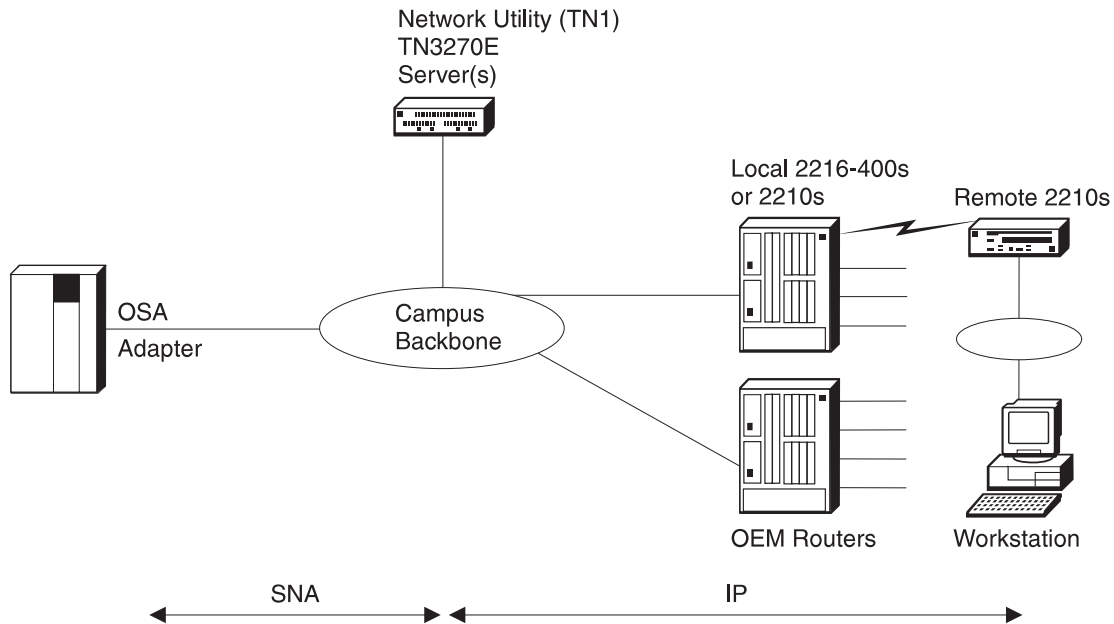 Network Utility (TN1)
TN3270E
Server(s)
Local 2216-400s
or 2210s
Remote 2210s
OSA
Adapter
Campus
Backbone
OEM Routers
Workstation
SNA
IP